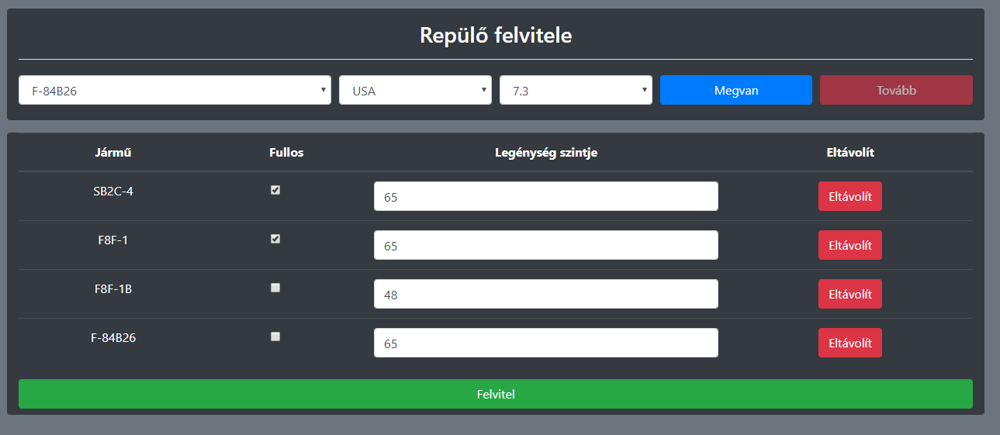 Repülő felvitele
F-84B26 USA 7.3 Megvan Tovább
Jármű Fullos Legénység szintje Eltávolít
SB2C-4 65 Eltávolít
F8F-1 65 Eltávolít
F8F-1B 48 Eltávolít
F-84B26 65 Eltávolít
Felvitel